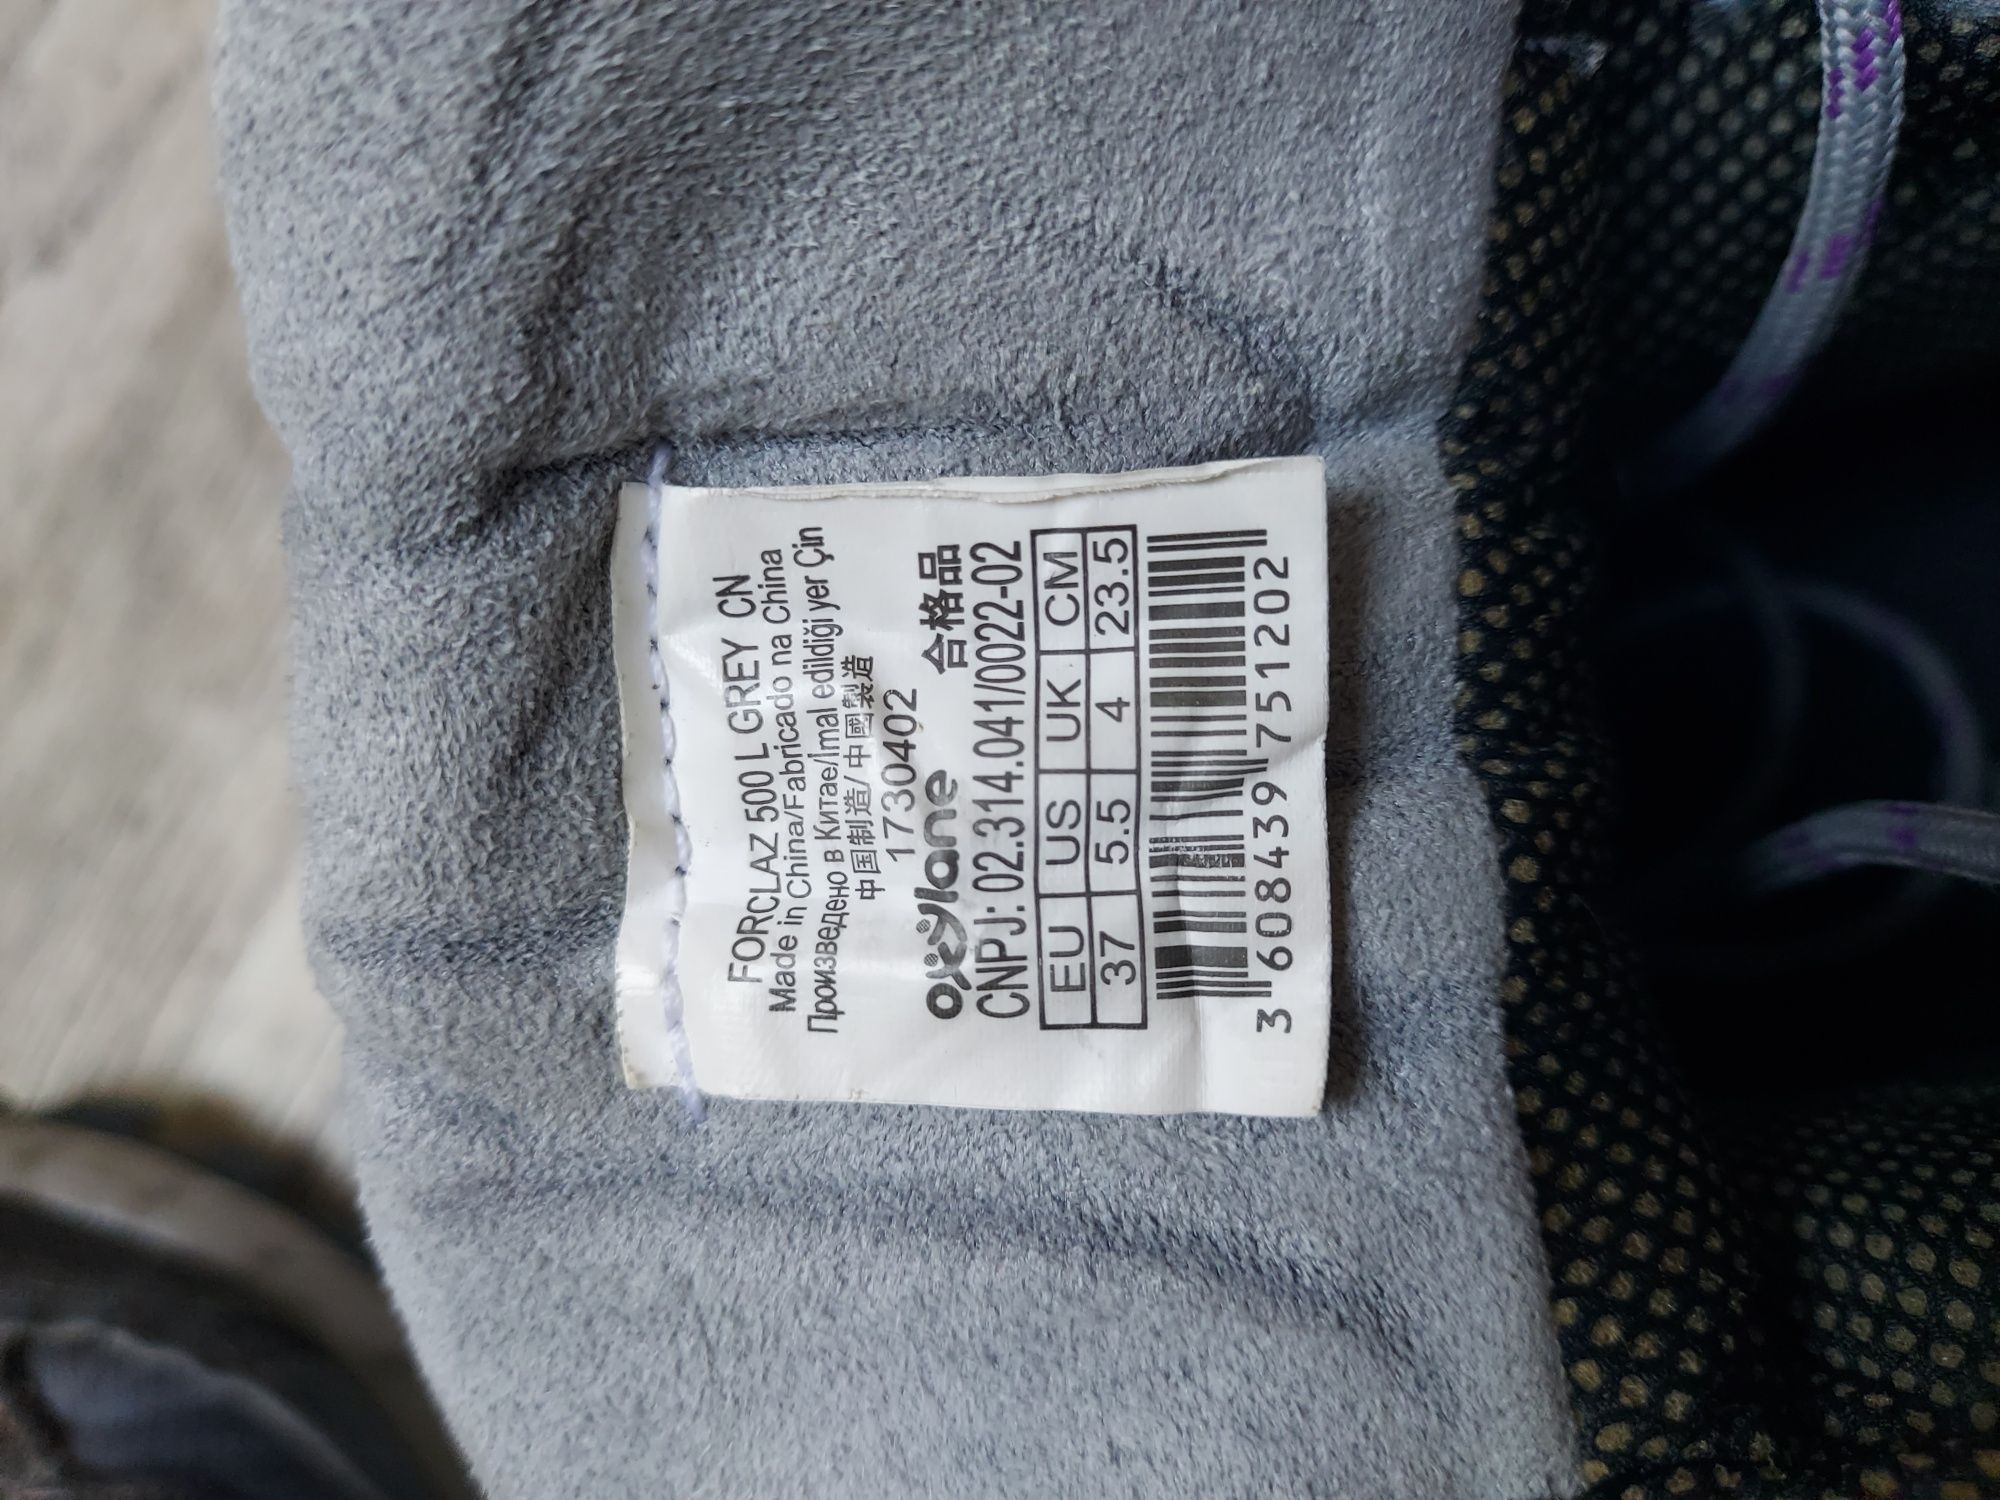 FORCLAZ 500 L GREY CN
Made in China/Fabricado na China
Произведено в Китае/İmal edildiği yer Çin
中国制造/中國製造
1730402
oxylane 合格品
CNPJ: 02.314.041/0022-02
EU US UK CM
37 5.5 4 23.5
3 608439 751202